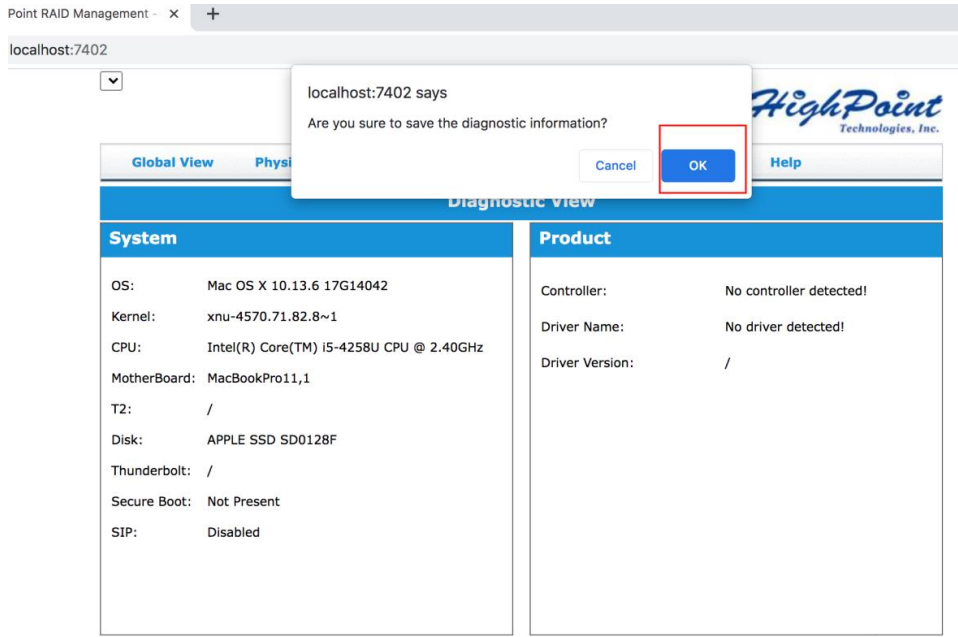 Point RAID Management -
localhost:7402
localhost:7402 says
Are you sure to save the diagnostic information?
Cancel
OK
HighPoint
Technologies, Inc.
Global View
Physi
Help
Diagnostic View
System
OS: Mac OS X 10.13.6 17G14042
Kernel: xnu-4570.71.82.8~1
CPU: Intel(R) Core(TM) i5-4258U CPU @ 2.40GHz
MotherBoard: MacBookPro11,1
T2: /
Disk: APPLE SSD SD0128F
Thunderbolt: /
Secure Boot: Not Present
SIP: Disabled
Product
Controller: No controller detected!
Driver Name: No driver detected!
Driver Version: /